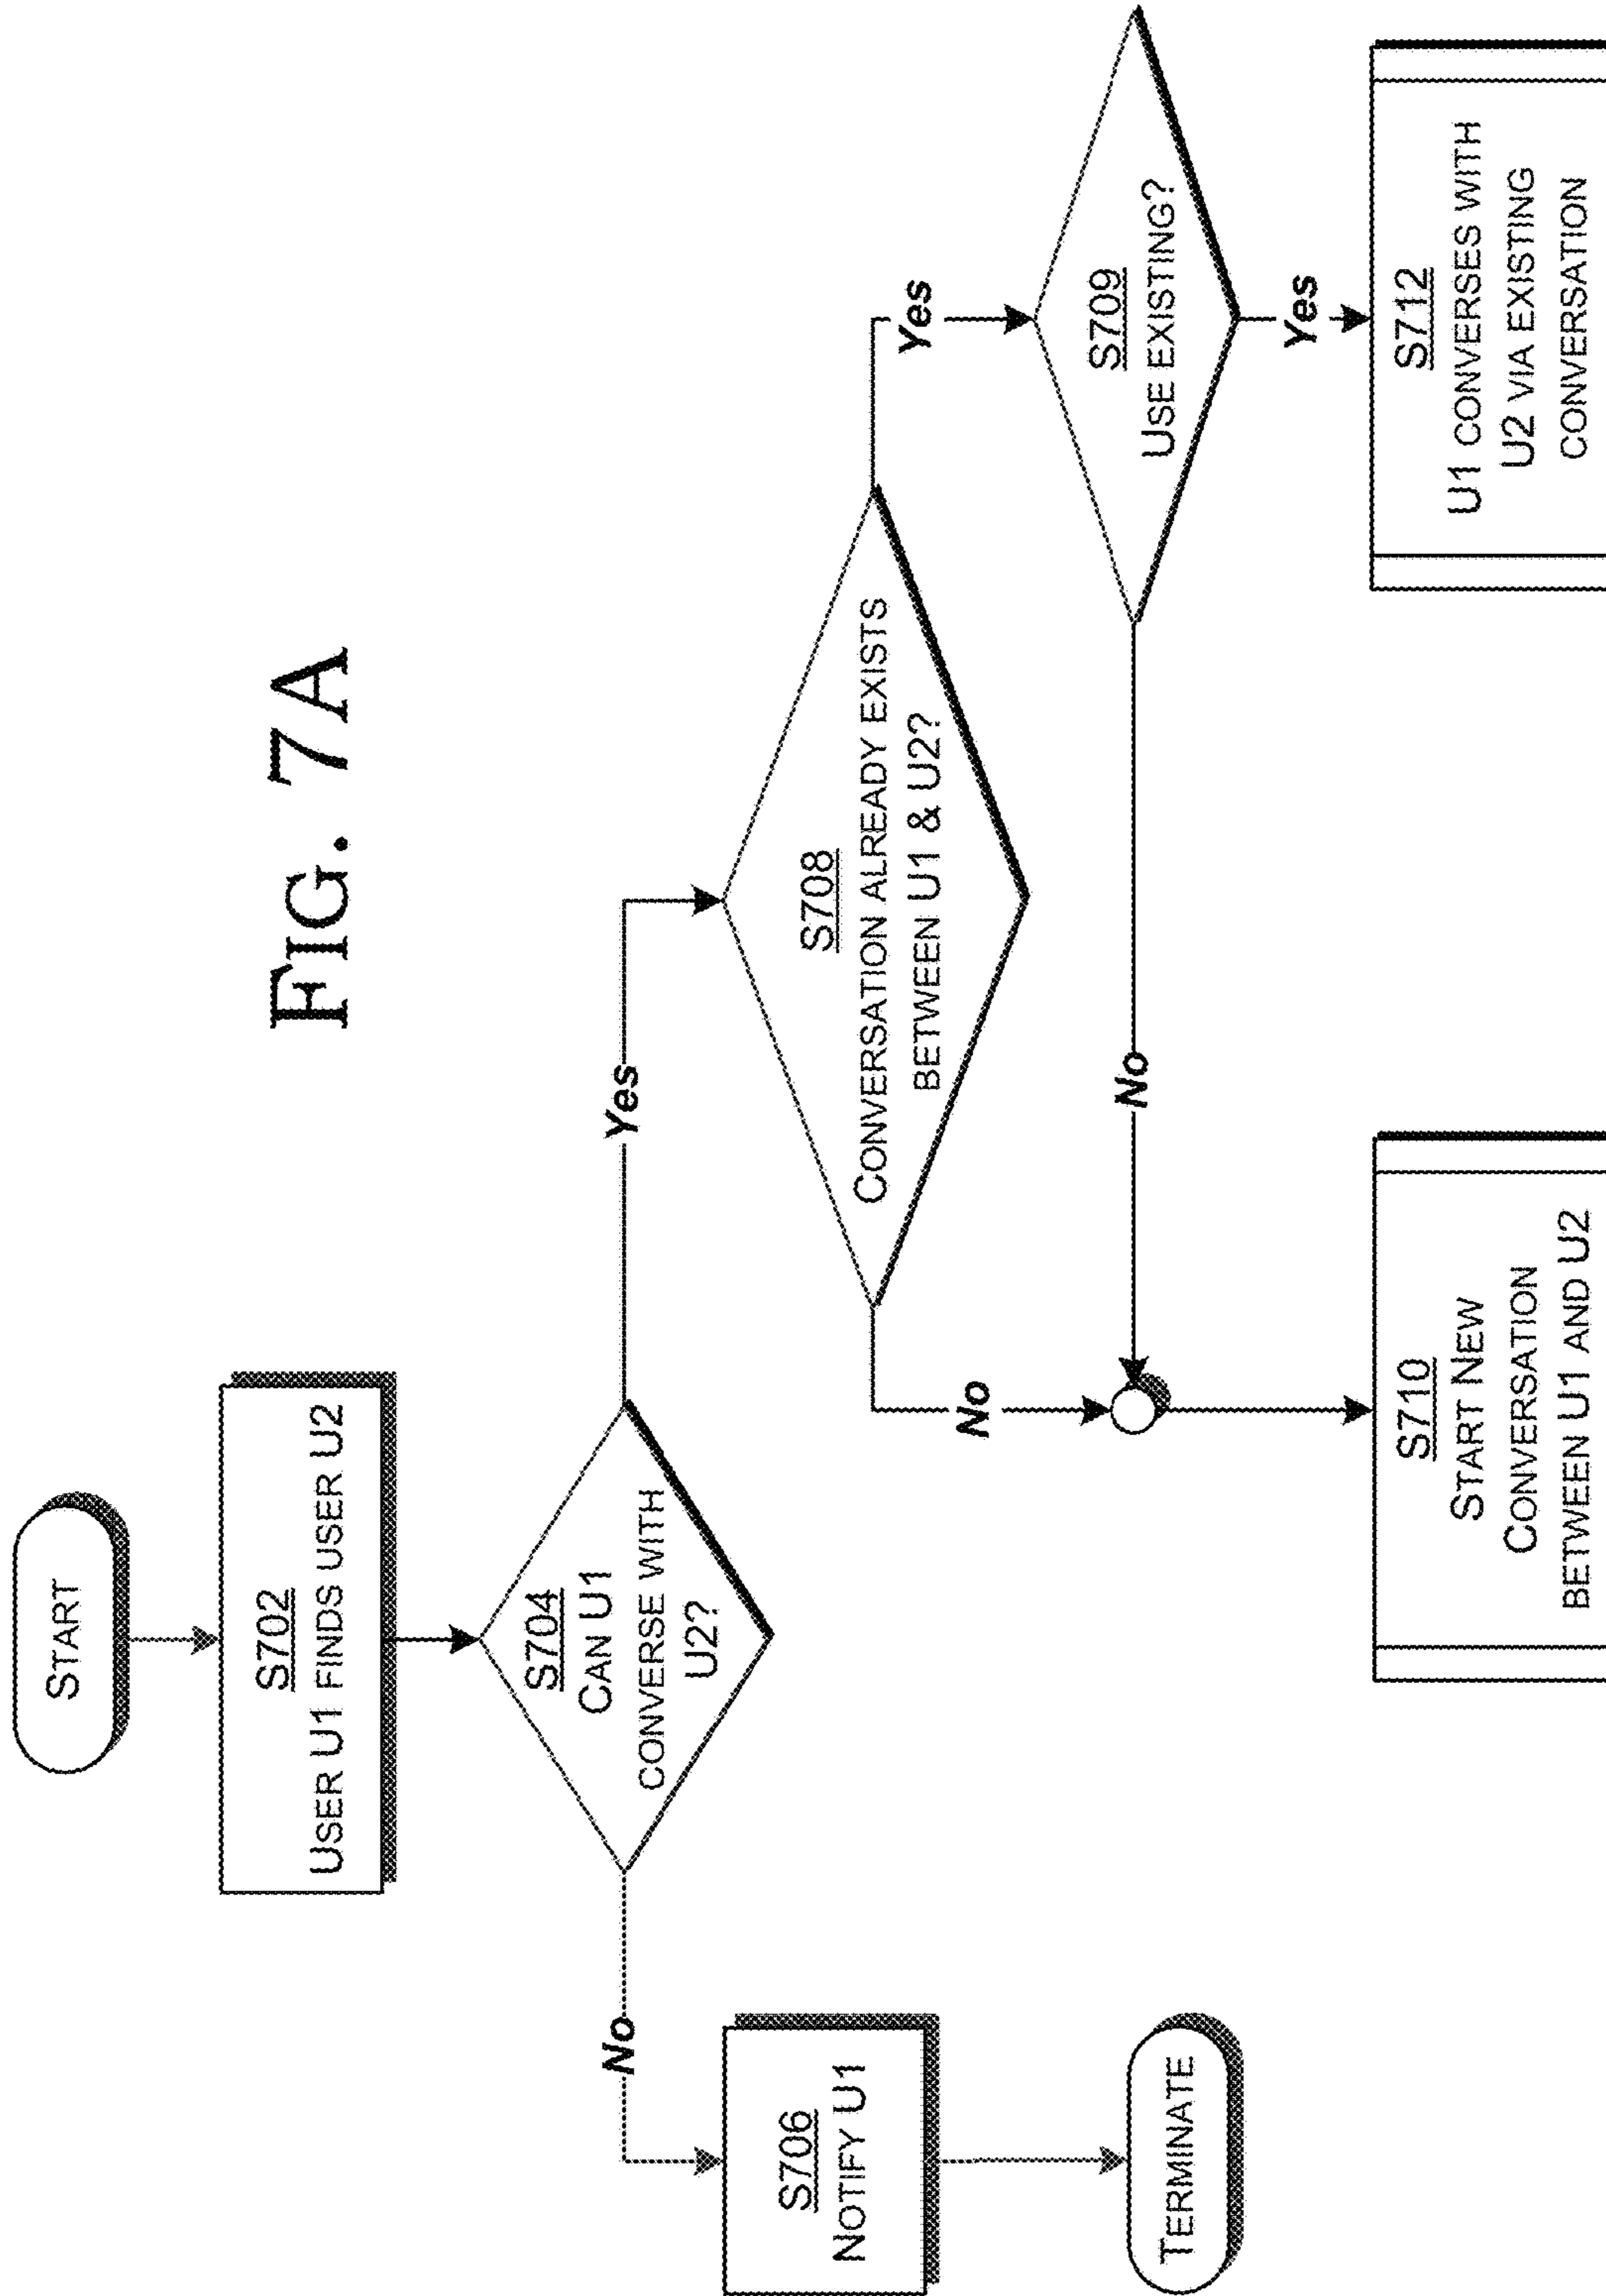 FIG. 7A
START
S702
USER U1 FINDS USER U2
S704
CAN U1
CONVERSE WITH
U2?
No
Yes
S706
NOTIFY U1
TERMINATE
S708
CONVERSATION ALREADY EXISTS
BETWEEN U1 & U2?
No
Yes
S709
USE EXISTING?
No
Yes
S710
START NEW
CONVERSATION
BETWEEN U1 AND U2
S712
U1 CONVERSES WITH
U2 VIA EXISTING
CONVERSATION